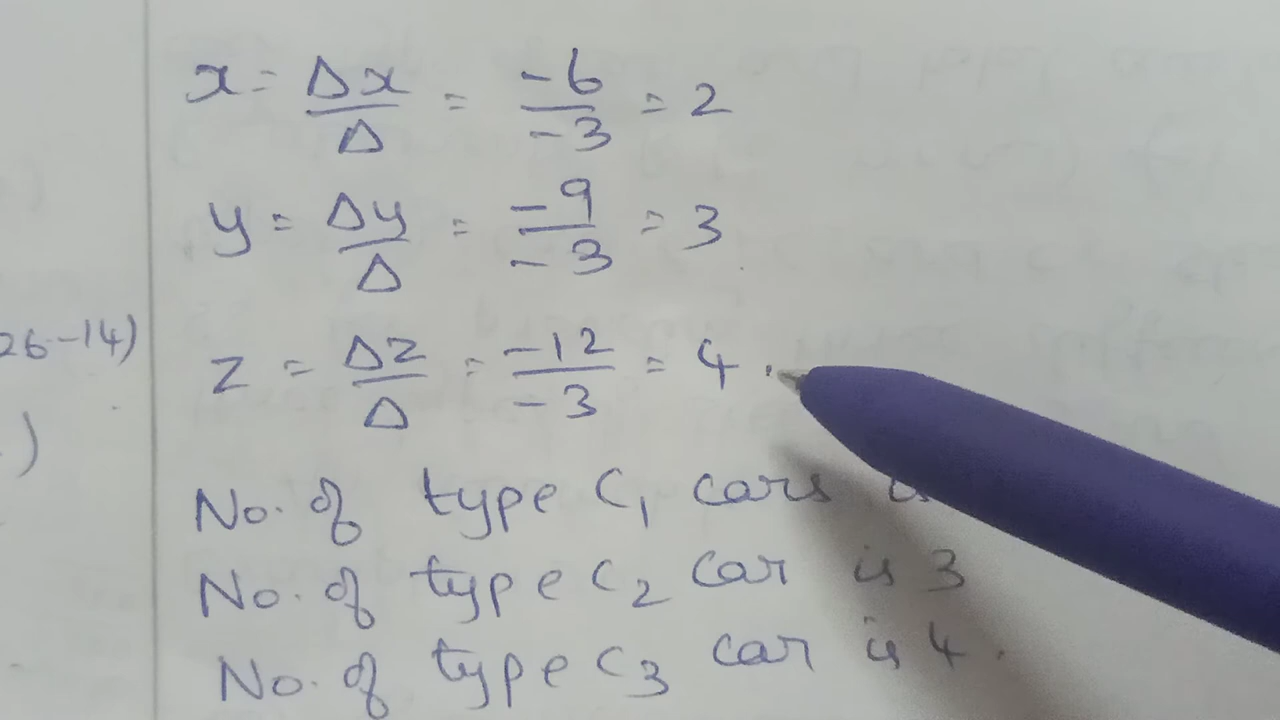 x = Δx/Δ = -6/-3 = 2
y = Δy/Δ = -9/-3 = 3
26-14)
z = Δz/Δ = -12/-3 = 4.
)
No. of type C₁ cars
No. of type C₂ car is 3
No. of type C₃ car is 4.